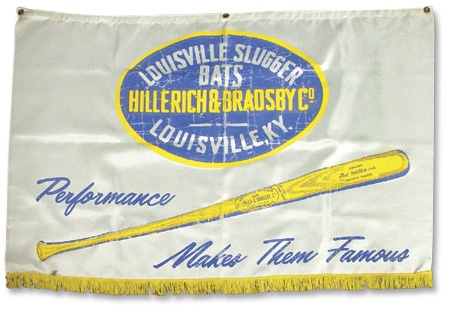 LOUISVILLE SLUGGER
BATS
HILLERICH & BRADSBY Cº
LOUISVILLE, KY.
Performance
Makes Them Famous